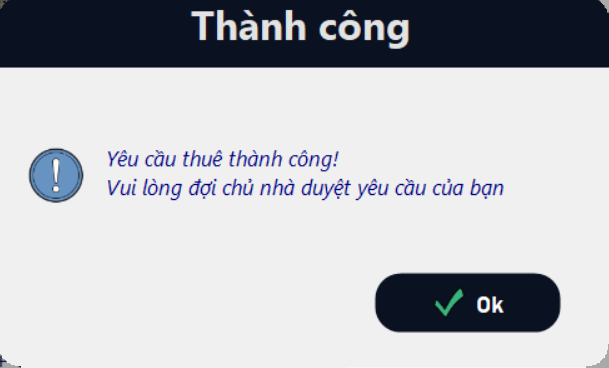 Thành công
Yêu cầu thuê thành công!
Vui lòng đợi chủ nhà duyệt yêu cầu của bạn
Ok